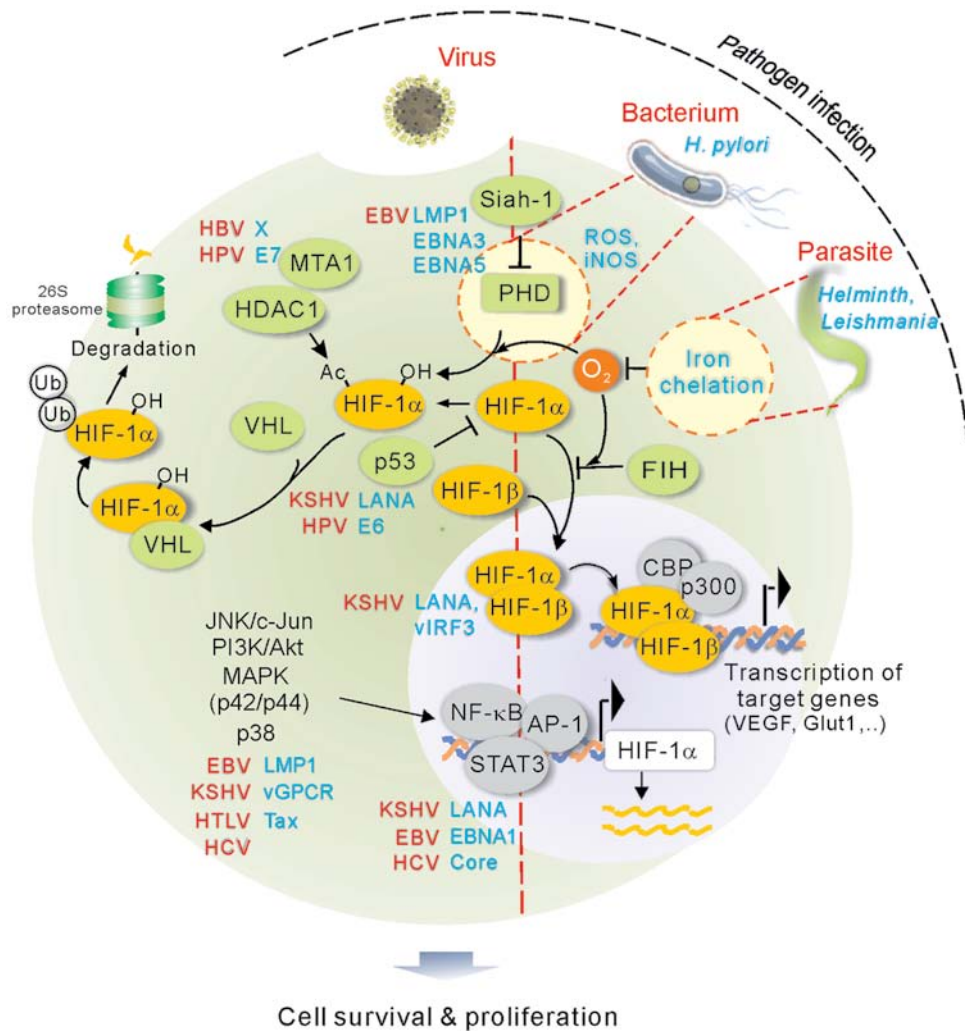 Pathogen infection
Virus
Bacterium
H. pylori
Parasite
Helminth,
Leishmania
Siah-1
EBV LMP1
EBNA3
EBNA5
ROS,
iNOS
PHD
HBV X
HPV E7
MTA1
HDAC1
26S
proteasome
Degradation
Ub
Ub
OH
HIF-1α
Ac
OH
HIF-1α
HIF-1α
O2
Iron
chelation
VHL
p53
KSHV LANA
HPV E6
HIF-1β
FIH
OH
HIF-1α
VHL
HIF-1α
HIF-1β
KSHV LANA,
vIRF3
CBP
p300
HIF-1α
HIF-1β
Transcription of
target genes
(VEGF, Glut1,..)
JNK/c-Jun
PI3K/Akt
MAPK
(p42/p44)
p38
EBV LMP1
KSHV vGPCR
HTLV Tax
HCV
NF-κB
AP-1
STAT3
HIF-1α
KSHV LANA
EBV EBNA1
HCV Core
Cell survival & proliferation